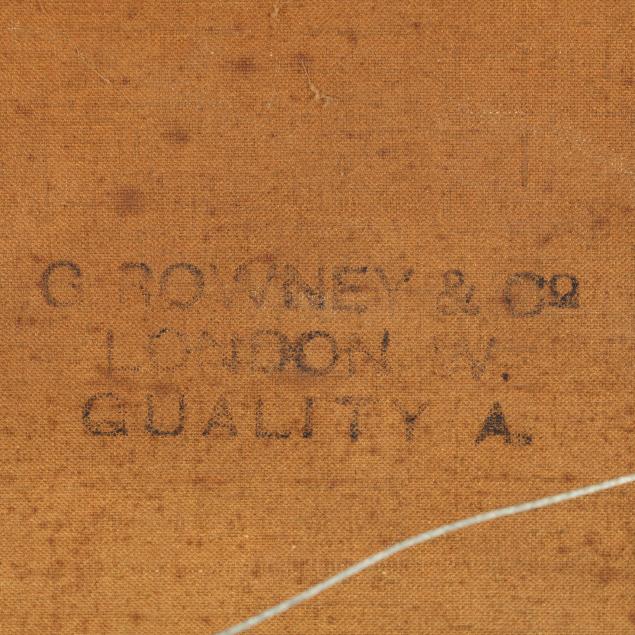 G ROWNEY & Cº
LONDON W.
QUALITY A.